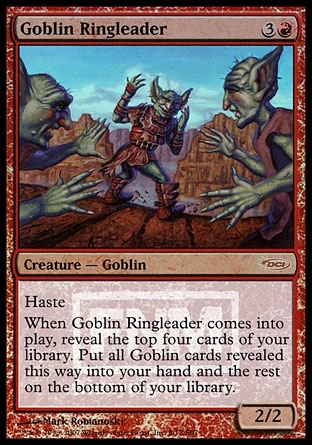 Goblin Ringleader 3
DCI
Creature — Goblin
Haste
When Goblin Ringleader comes into
play, reveal the top four cards of your
library. Put all Goblin cards revealed
this way into your hand and the rest
on the bottom of your library.
Mark Romanoski
2/2